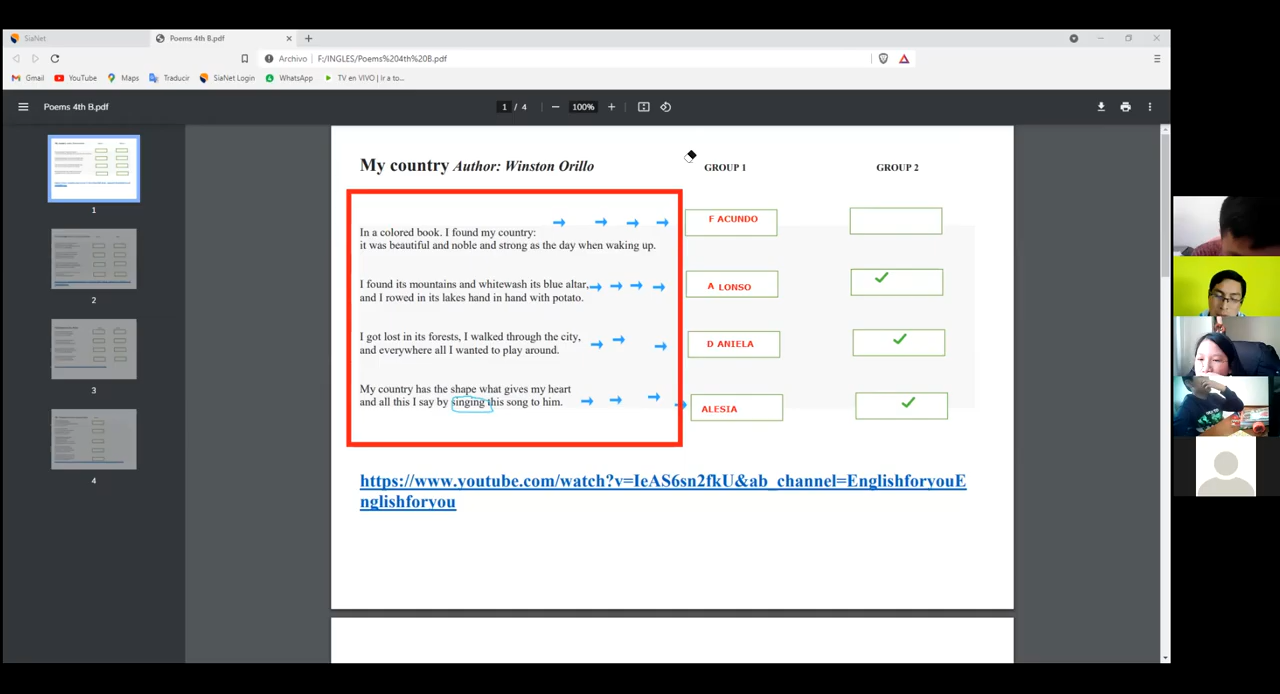 SiaNet
Poems 4th B.pdf
Archivo F:/INGLES/Poems%204th%20B.pdf
Gmail YouTube Maps Traducir SiaNet Login WhatsApp TV en VIVO | Ir a to...
Poems 4th B.pdf
1 / 4
100%
1
2
3
4
My country Author: Winston Orillo
GROUP 1
GROUP 2
In a colored book. I found my country:
it was beautiful and noble and strong as the day when waking up.
F ACUNDO
I found its mountains and whitewash its blue altar,
and I rowed in its lakes hand in hand with potato.
A LONSO
I got lost in its forests, I walked through the city,
and everywhere all I wanted to play around.
D ANIELA
My country has the shape what gives my heart
and all this I say by singing this song to him.
ALESIA
https://www.youtube.com/watch?v=IeAS6sn2fkU&ab_channel=EnglishforyouE
nglishforyou